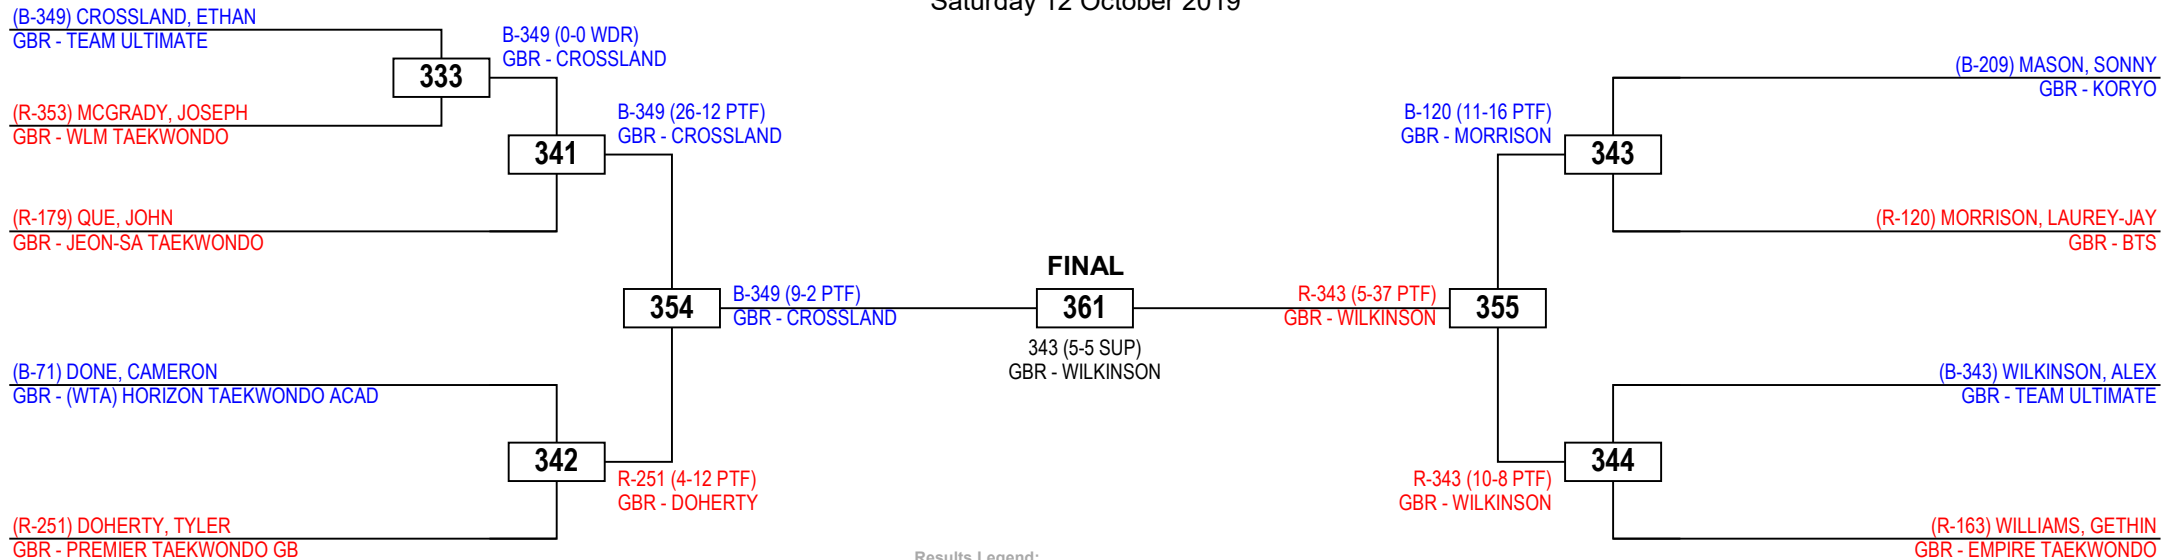 Saturday 12 October 2019
(B-349) CROSSLAND, ETHAN
GBR - TEAM ULTIMATE
333
B-349 (0-0 WDR)
GBR - CROSSLAND
(R-353) MCGRADY, JOSEPH
GBR - WLM TAEKWONDO
341
B-349 (26-12 PTF)
GBR - CROSSLAND
(R-179) QUE, JOHN
GBR - JEON-SA TAEKWONDO
354
B-349 (9-2 PTF)
GBR - CROSSLAND
(B-71) DONE, CAMERON
GBR - (WTA) HORIZON TAEKWONDO ACAD
342
R-251 (4-12 PTF)
GBR - DOHERTY
(R-251) DOHERTY, TYLER
GBR - PREMIER TAEKWONDO GB
FINAL
361
343 (5-5 SUP)
GBR - WILKINSON
(B-209) MASON, SONNY
GBR - KORYO
B-120 (11-16 PTF)
GBR - MORRISON
343
(R-120) MORRISON, LAUREY-JAY
GBR - BTS
R-343 (5-37 PTF)
GBR - WILKINSON
355
(B-343) WILKINSON, ALEX
GBR - TEAM ULTIMATE
R-343 (10-8 PTF)
GBR - WILKINSON
344
(R-163) WILLIAMS, GETHIN
GBR - EMPIRE TAEKWONDO
Results Legend: